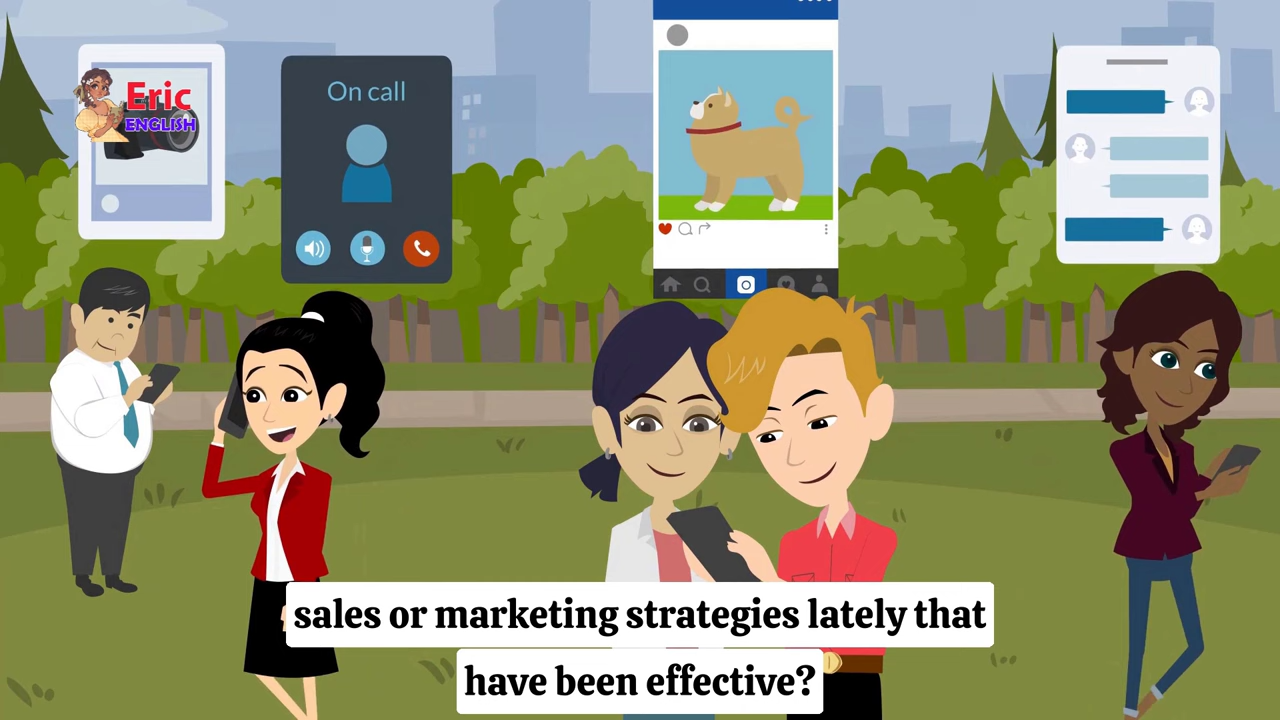 Eric
ENGLISH
On call
sales or marketing strategies lately that
have been effective?